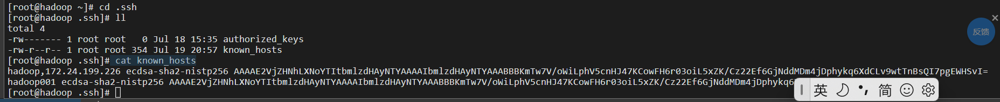 [root@hadoop ~]# cd .ssh
[root@hadoop .ssh]# ll
total 4
-rw------- 1 root root   0 Jul 18 15:35 authorized_keys
-rw-r--r-- 1 root root 354 Jul 19 20:57 known_hosts
[root@hadoop .ssh]# cat known_hosts
hadoop,172.24.199.226 ecdsa-sha2-nistp256 AAAAE2VjZHNhLXNoYTItbmlzdHAyNTYAAAAIbmlzdHAyNTYAAABBBKmTw7V/oWiLphV5cnHJ47KCowFH6r03oiL5xZK/Cz22Ef6GjNddMDm4jDphykq6XdCLv9wtTnBsQI7pgEWHSvI=
hadoop001 ecdsa-sha2-nistp256 AAAAE2VjZHNhLXNoYTItbmlzdHAyNTYAAAAIbmlzdHAyNTYAAABBBKmTw7V/oWiLphV5cnHJ47KCowFH6r03oiL5xZK/Cz22Ef6GjNddMDm4jDphykq6
[root@hadoop .ssh]#
反馈
英 简